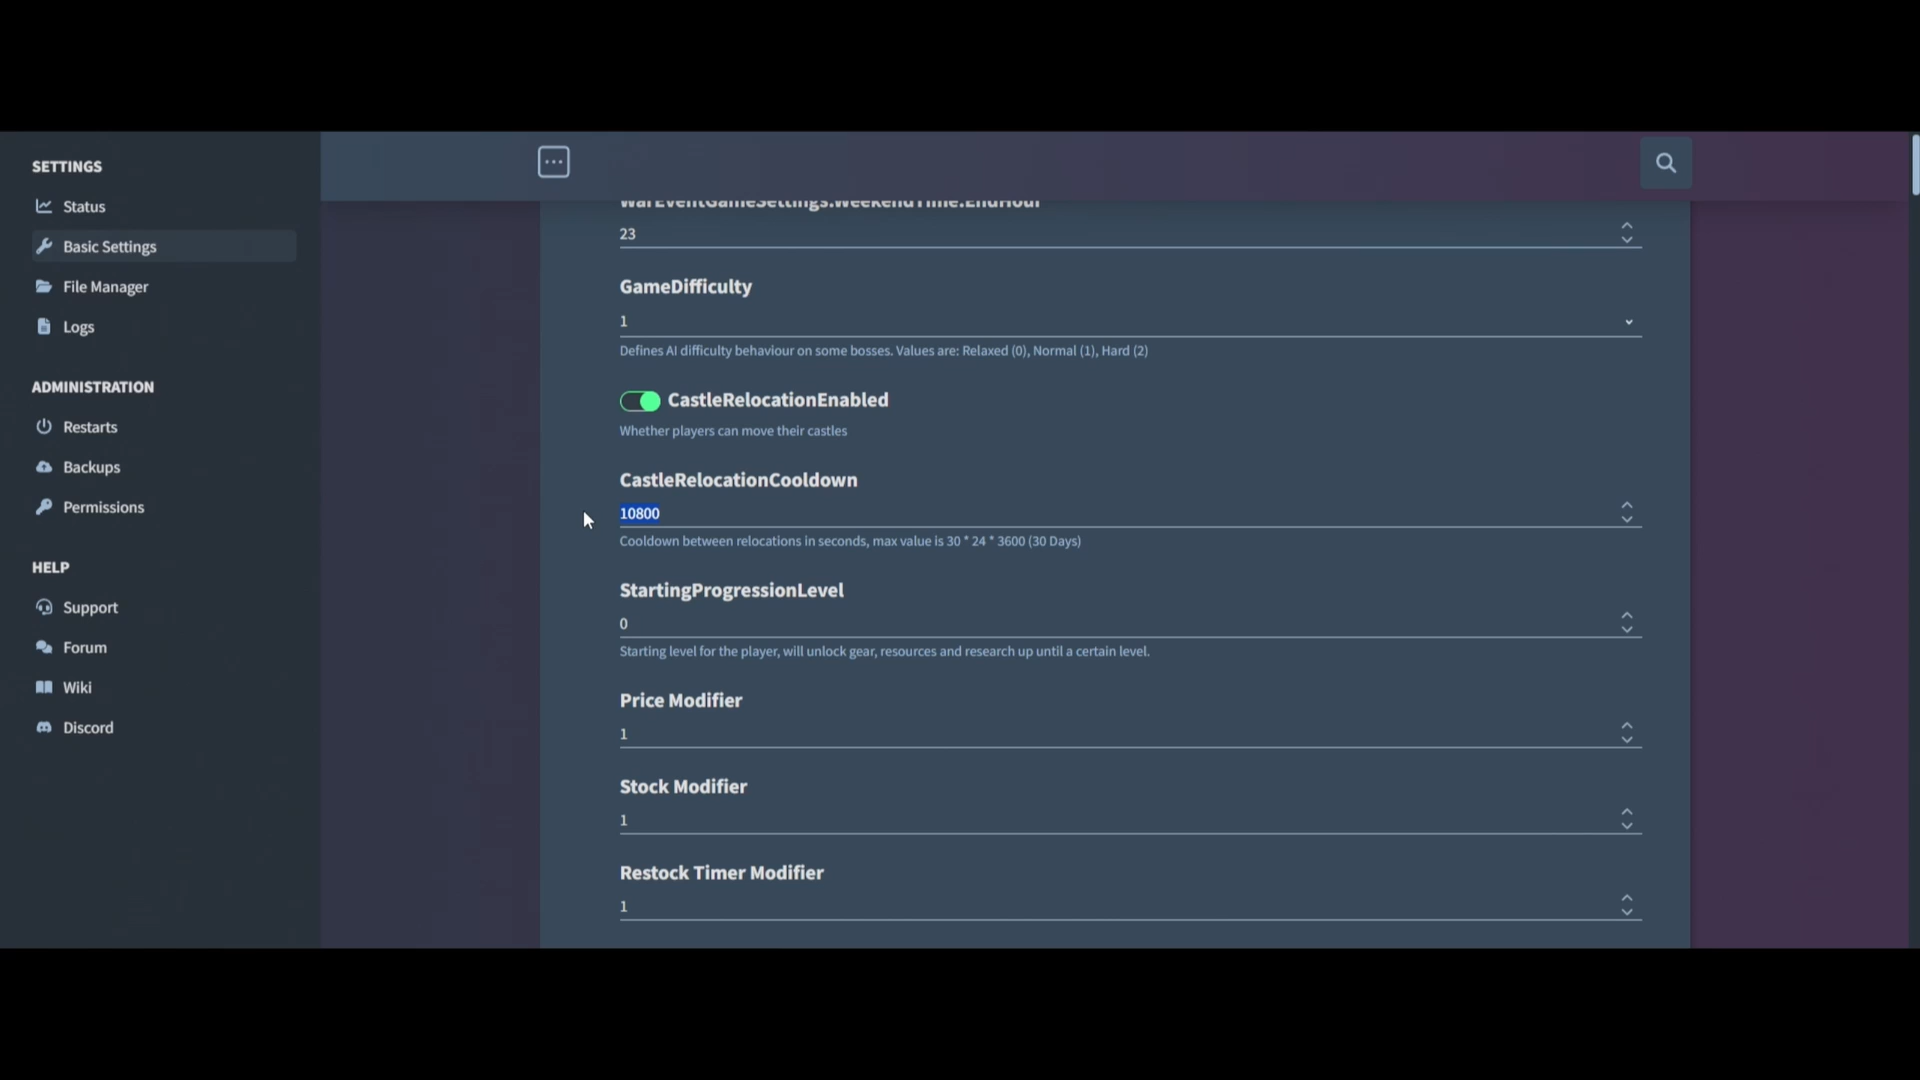 SETTINGS
Status
Basic Settings
File Manager
Logs
ADMINISTRATION
Restarts
Backups
Permissions
HELP
Support
Forum
Wiki
Discord
WarEventGameSettings.WeekendTime.EndHour
23
GameDifficulty
1
Defines AI difficulty behaviour on some bosses. Values are: Relaxed (0), Normal (1), Hard (2)
CastleRelocationEnabled
Whether players can move their castles
CastleRelocationCooldown
10800
Cooldown between relocations in seconds, max value is 30 * 24 * 3600 (30 Days)
StartingProgressionLevel
0
Starting level for the player, will unlock gear, resources and research up until a certain level.
Price Modifier
1
Stock Modifier
1
Restock Timer Modifier
1